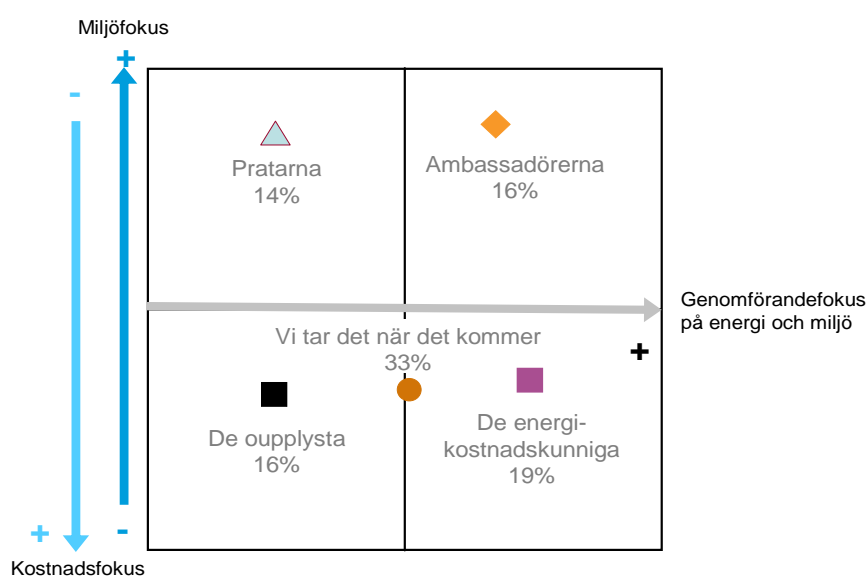 Miljöfokus
+
-
Pratarna
14%
Ambassadörerna
16%
Genomförandefokus
på energi och miljö
+
Vi tar det när det kommer
33%
De oupplysta
16%
De energi-
kostnadskunniga
19%
+
-
Kostnadsfokus